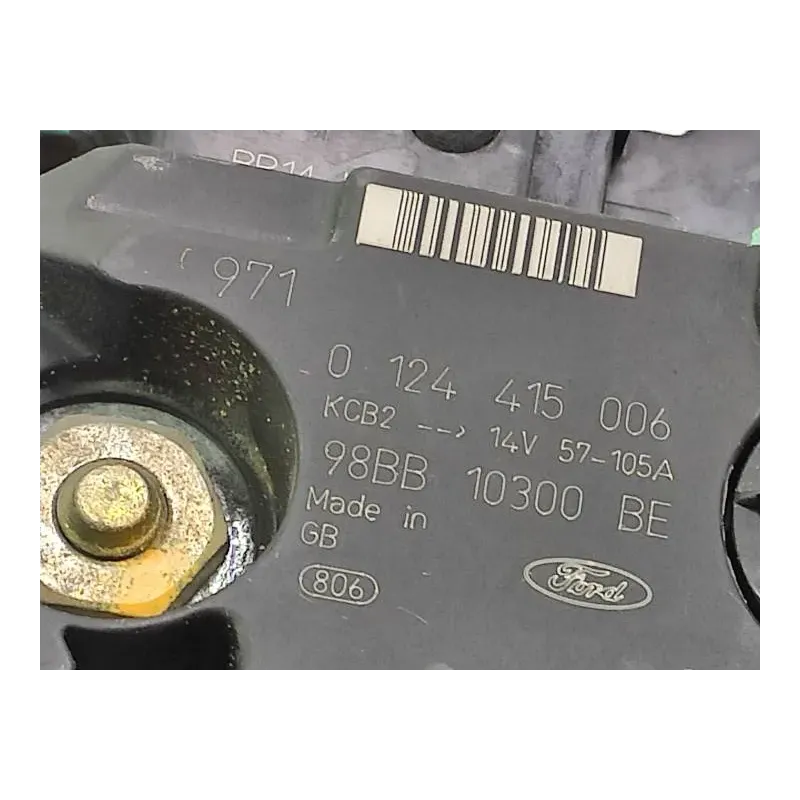 971
0 124 415 006
KCB2 --> 14V 57-105A
98BB 10300 BE
Made in
GB
806
Ford